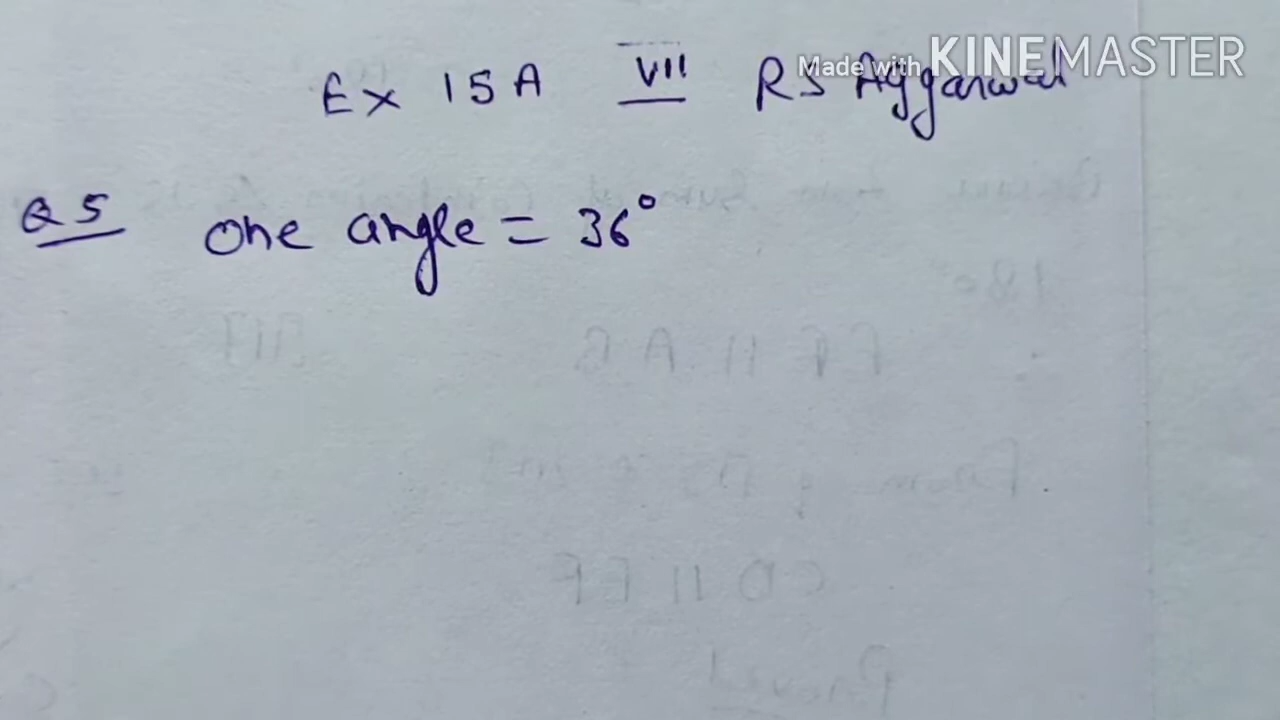 Made with KINEMASTER
Ex 15A VII RS Aggarwal
Q5 One angle = 36°